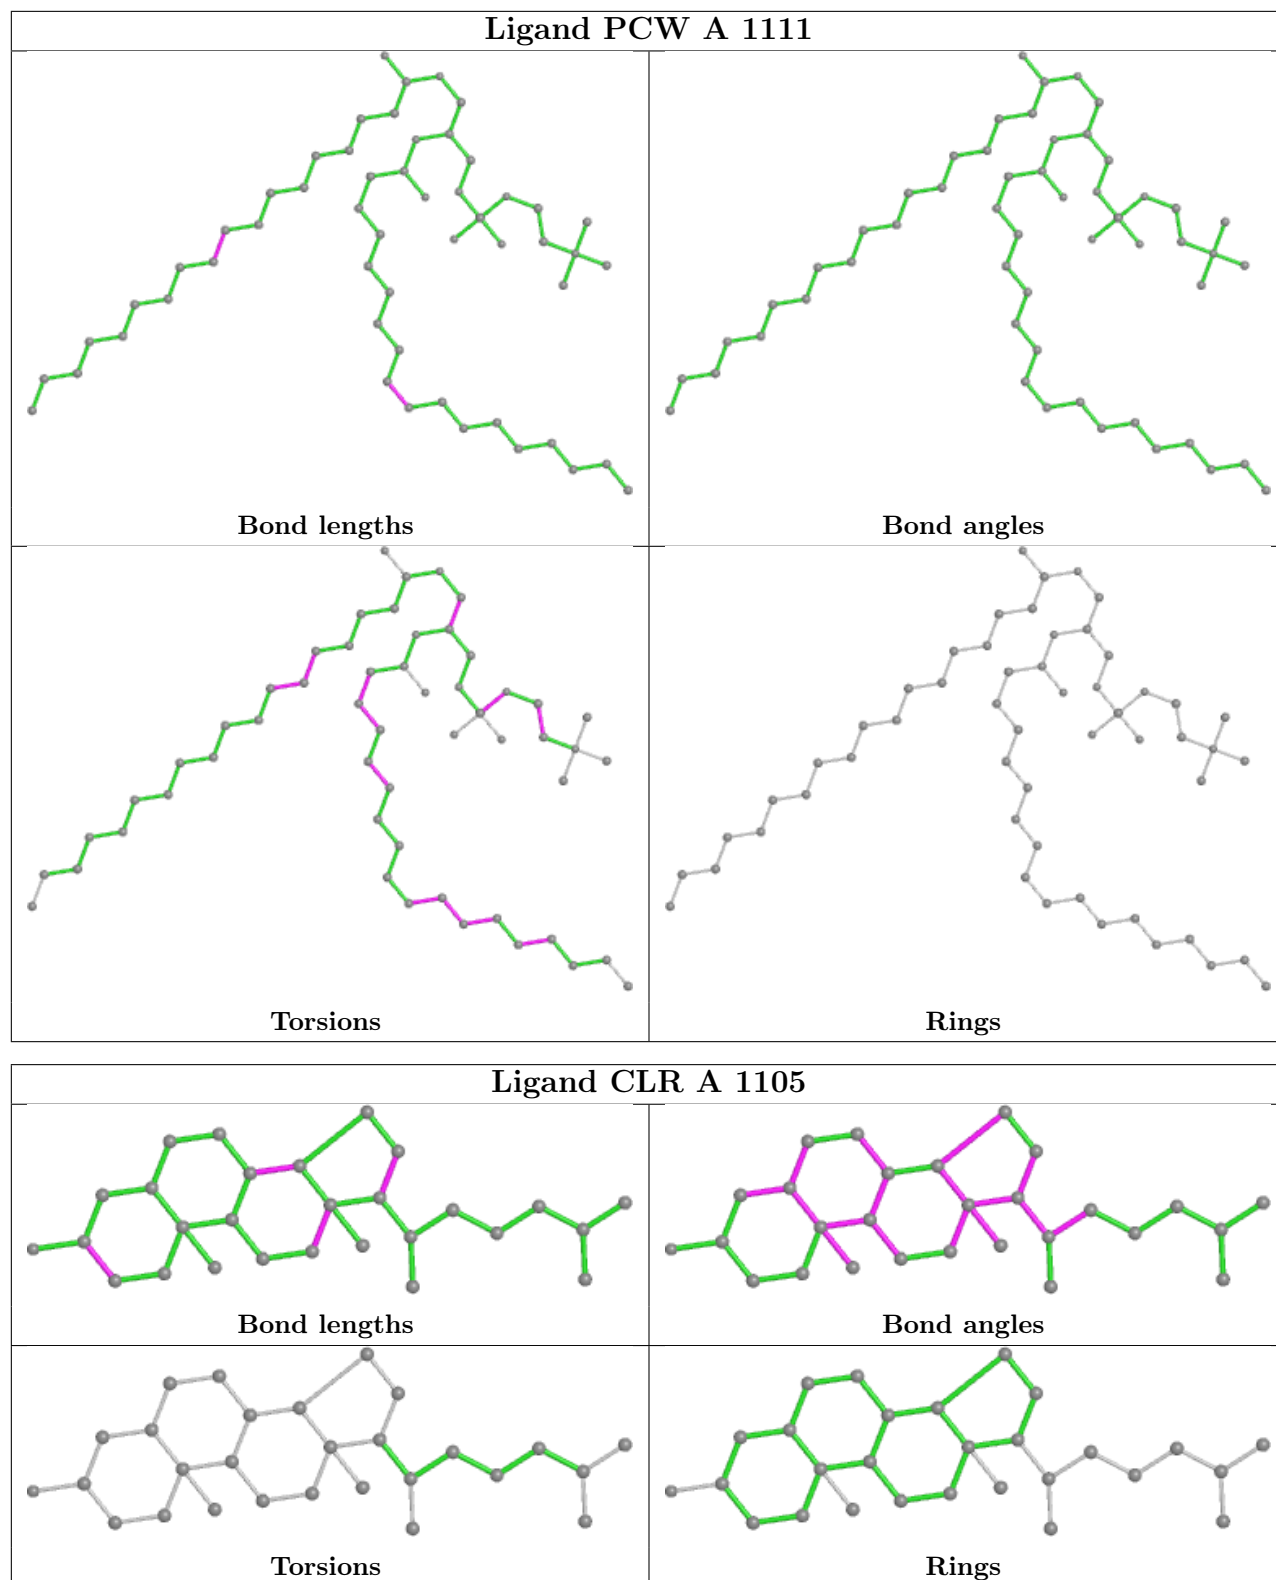 Ligand PCW A 1111
Bond lengths
Bond angles
Torsions
Rings
Ligand CLR A 1105
Bond lengths
Bond angles
Torsions
Rings